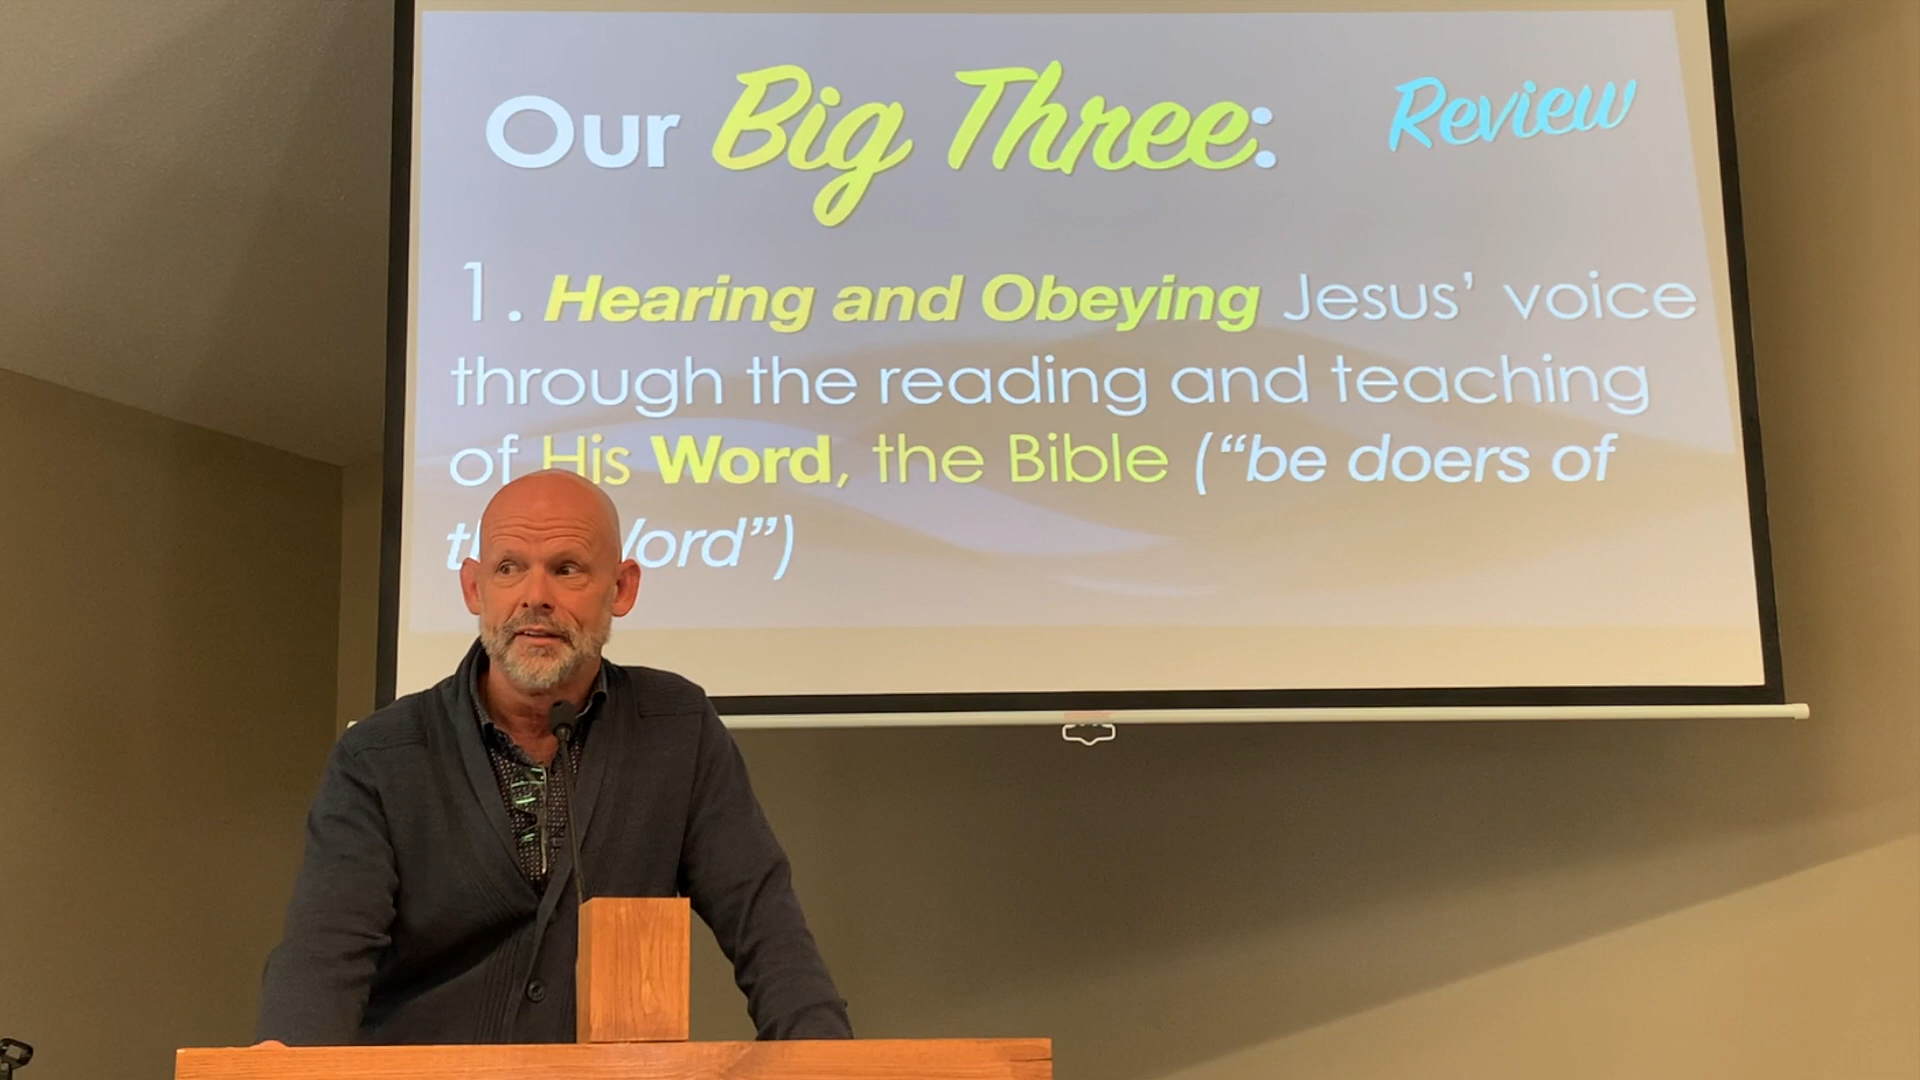 Our Big Three: Review
1. Hearing and Obeying Jesus’ voice
through the reading and teaching
of His Word, the Bible (“be doers of
Word”)